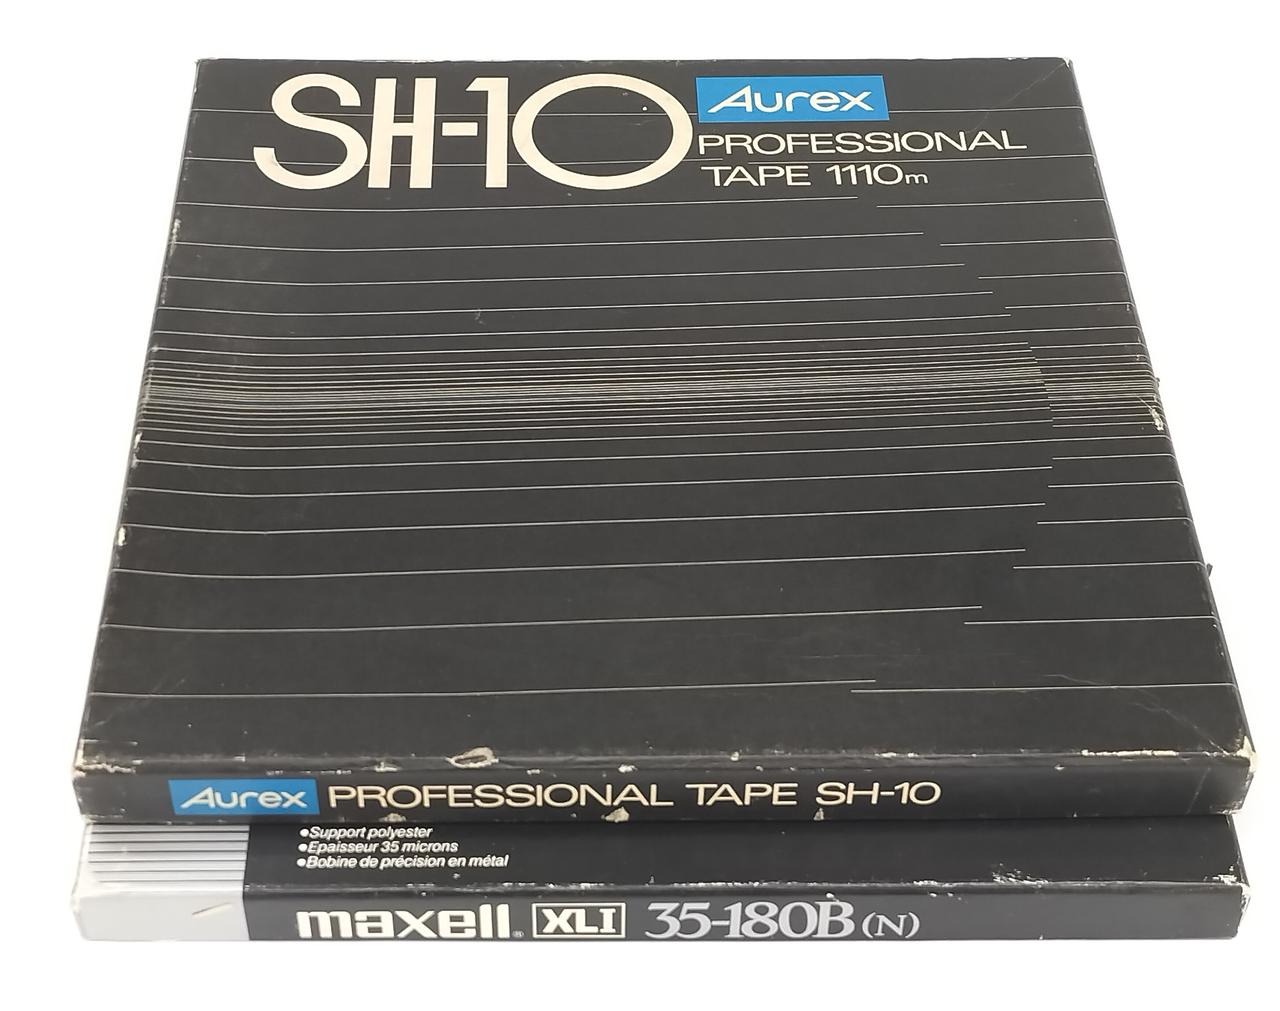 SH-10 Aurex
PROFESSIONAL
TAPE 1110m
Aurex PROFESSIONAL TAPE SH-10
•Support polyester
•Epaisseur 35 microns
•Bobine de précision en métal
maxell® XLI 35-180B(N)